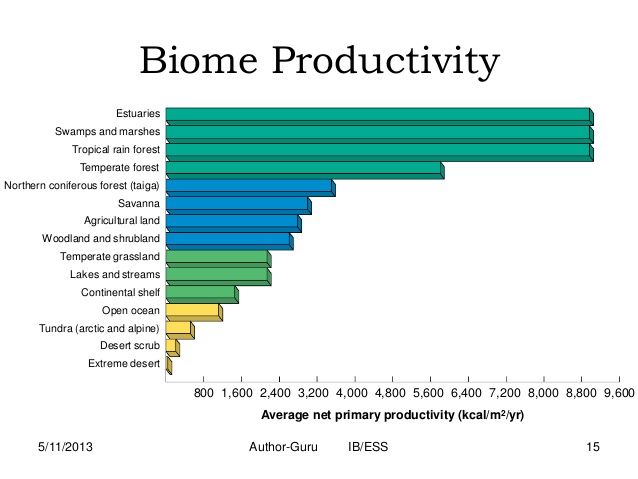 Biome Productivity
Estuaries
Swamps and marshes
Tropical rain forest
Temperate forest
Northern coniferous forest (taiga)
Savanna
Agricultural land
Woodland and shrubland
Temperate grassland
Lakes and streams
Continental shelf
Open ocean
Tundra (arctic and alpine)
Desert scrub
Extreme desert
800 1,600 2,400 3,200 4,000 4,800 5,600 6,400 7,200 8,000 8,800 9,600
Average net primary productivity (kcal/m²/yr)
5/11/2013 Author-Guru IB/ESS 15